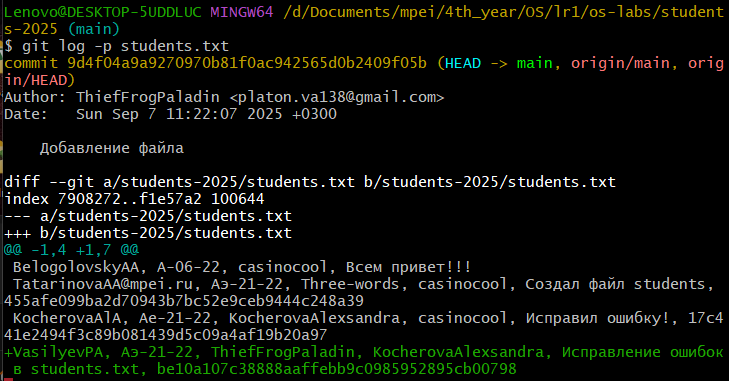 Lenovo@DESKTOP-5UDDLUC MINGW64 /d/Documents/mpei/4th_year/OS/lr1/os-labs/student
s-2025 (main)
$ git log -p students.txt
commit 9d4f04a9a9270970b81f0ac942565d0b2409f05b (HEAD -> main, origin/main, orig
in/HEAD)
Author: ThiefFrogPaladin <platon.va138@gmail.com>
Date:   Sun Sep 7 11:22:07 2025 +0300

    Добавление файла

diff --git a/students-2025/students.txt b/students-2025/students.txt
index 7908272..f1e57a2 100644
--- a/students-2025/students.txt
+++ b/students-2025/students.txt
@@ -1,4 +1,7 @@
 BelogolovskyAA, А-06-22, casinocool, Всем привет!!!
 TatarinovaAA@mpei.ru, Аэ-21-22, Three-words, casinocool, Создал файл students,
455afe099ba2d70943b7bc52e9ceb9444c248a39
 KocherovaAlA, Ае-21-22, KocherovaAlexsandra, casinocool, Исправил ошибку!, 17c4
41e2494f3c89b081439d5c09a4af19b20a97
+VasilyevPA, Аэ-21-22, ThiefFrogPaladin, KocherovaAlexsandra, Исправление ошибок
 в students.txt, be10a107c38888aaffebb9c0985952895cb00798